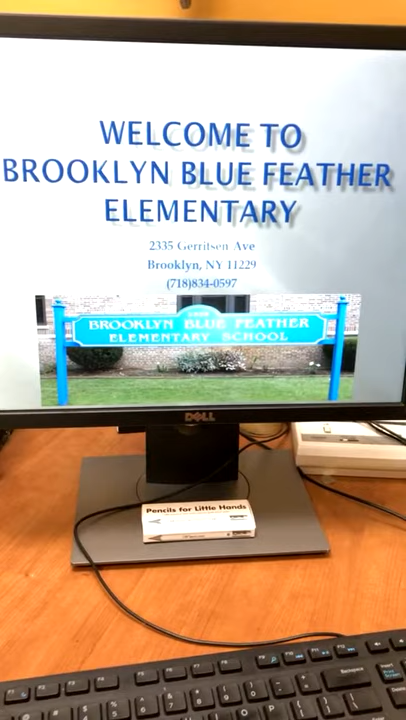 WELCOME TO
BROOKLYN BLUE FEATHER
ELEMENTARY
2335 Gerritsen Ave
Brooklyn, NY 11229
(718)834-0597
BROOKLYN BLUE FEATHER
ELEMENTARY SCHOOL
DELL
Pencils for Little Hands